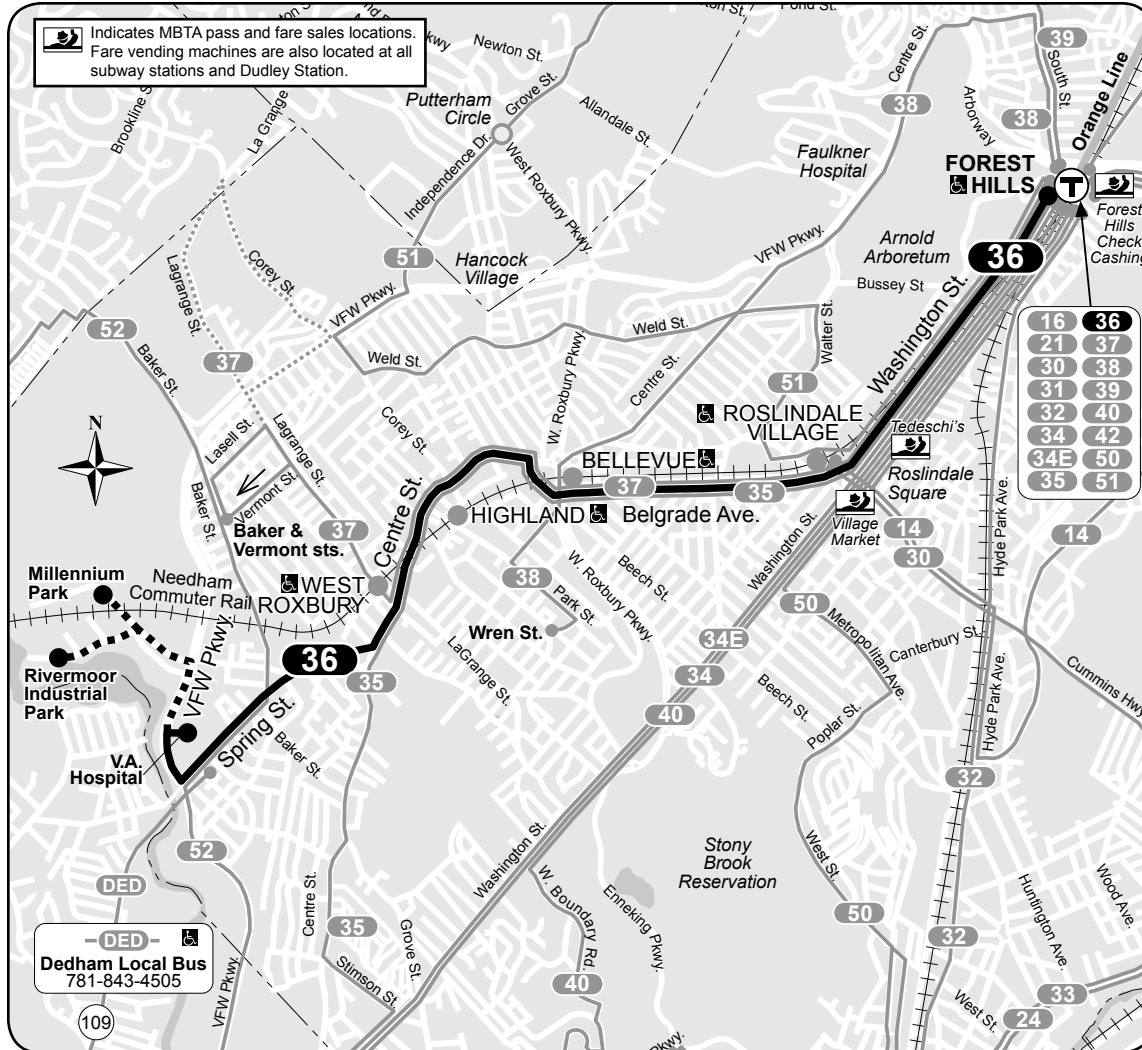 Indicates MBTA pass and fare sales locations.
Fare vending machines are also located at all
subway stations and Dudley Station.
Newton St.
Centre St.
39
South St.
Orange Line
Brookline S
La Grange
Putterham
Circle
Grove St.
Allandale St.
38
Arborway
38
Independence Dr.
West Roxbury Pkwy.
Faulkner
Hospital
FOREST
HILLS
T
Forest
Hills
Check
Cashing
51
Hancock
Village
VFW Pkwy.
Arnold
Arboretum
36
Bussey St
Lagrange St.
Corey St.
VFW Pkwy.
Washington St.
16 36
21 37
30 38
31 39
32 40
34 42
34E 50
35 51
52
Baker St.
37
Weld St.
Weld St.
Walter St.
W. Roxbury Pkwy.
Centre St.
51
N
Corey St.
Lasell St.
Lagrange St.
ROSLINDALE
VILLAGE
Tedeschi's
Roslindale
Square
BELLEVUE
37
35
Vermont St.
Baker St.
Baker &
Vermont sts.
37
Centre St.
HIGHLAND
Belgrade Ave.
Village
Market
14
30
14
Hyde Park Ave.
Washington St.
Millennium
Park
Needham
Commuter Rail
WEST
ROXBURY
38
Park St.
Wren St.
W. Roxbury Pkwy.
Beech St.
50
Metropolitan Ave.
Canterbury St.
34E
34
Cummins Hwy
VFW Pkwy
36
35
LaGrange St.
Rivermoor
Industrial
Park
40
Beech St.
Poplar St.
Hyde Park Ave.
V.A.
Hospital
Spring St.
Baker St.
32
52
Washington St.
Stony
Brook
Reservation
West St.
DED
Centre St.
W. Boundary Rd.
Enneking Pkwy.
50
Huntington Ave.
Wood Ave.
DED
Dedham Local Bus
781-843-4505
35
Grove St.
Stimson St.
32
VFW Pkwy.
40
33
109
West St.
24
Pkwy.